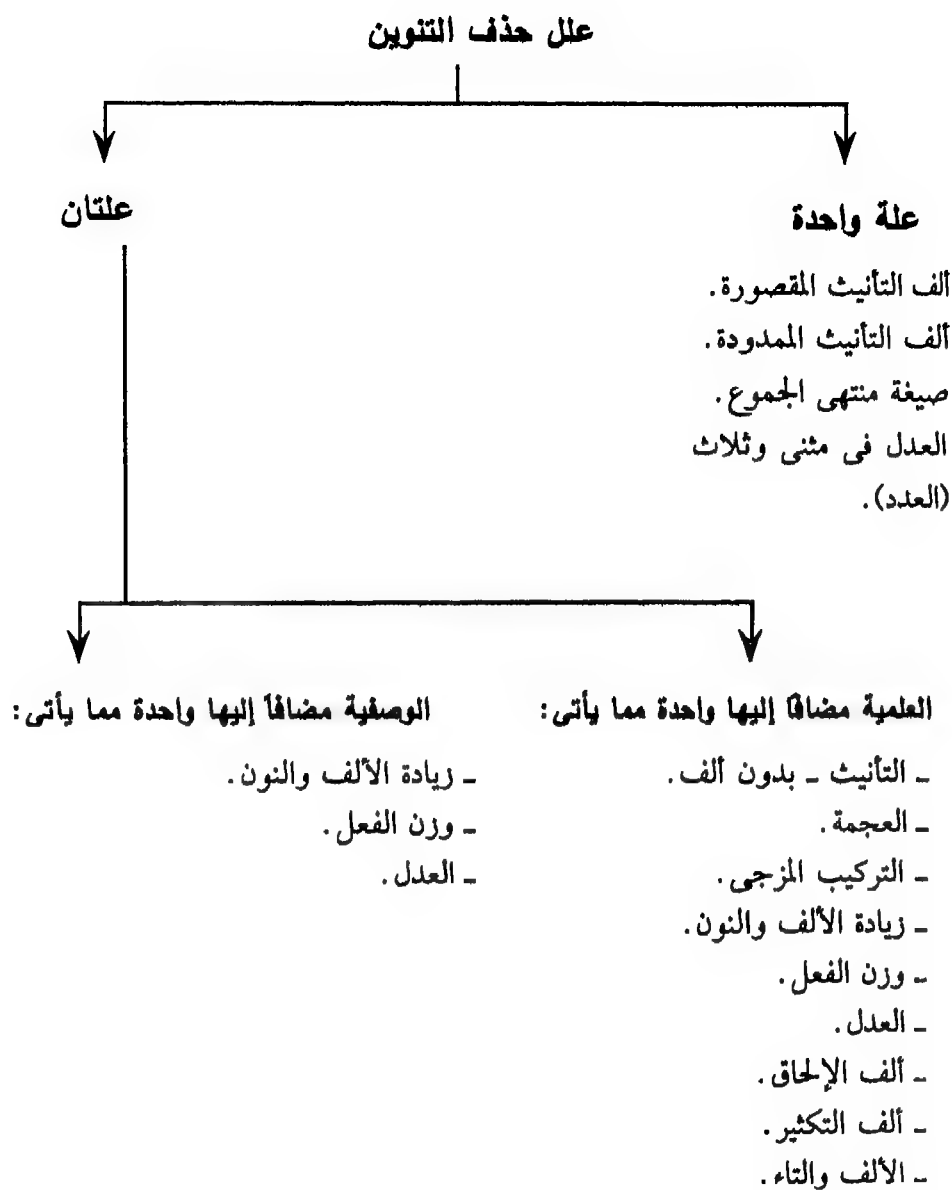 علل حذف التنوين
علة واحدة
ألف التأنيث المقصورة.
ألف التأنيث الممدودة.
صيغة منتهى الجموع.
العدل فى مثنى وثلاث
(العدد).
علتان
العلمية مضافًا إليها واحدة مما يأتى:
ـ التأنيث ـ بدون ألف.
ـ العجمة.
ـ التركيب المزجى.
ـ زيادة الألف والنون.
ـ وزن الفعل.
ـ العدل.
ـ ألف الإلحاق.
ـ ألف التكثير.
ـ الألف والتاء.
الوصفية مضافًا إليها واحدة مما يأتى:
ـ زيادة الألف والنون.
ـ وزن الفعل.
ـ العدل.